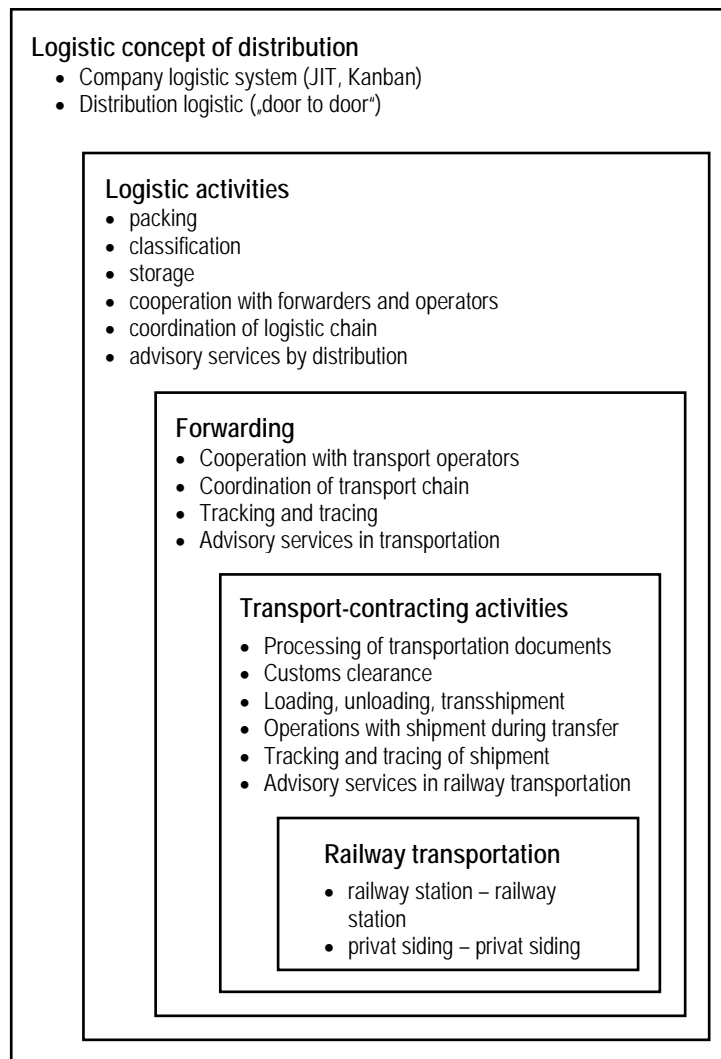 Logistic concept of distribution
• Company logistic system (JIT, Kanban)
• Distribution logistic („door to door“)
Logistic activities
• packing
• classification
• storage
• cooperation with forwarders and operators
• coordination of logistic chain
• advisory services by distribution
Forwarding
• Cooperation with transport operators
• Coordination of transport chain
• Tracking and tracing
• Advisory services in transportation
Transport-contracting activities
• Processing of transportation documents
• Customs clearance
• Loading, unloading, transshipment
• Operations with shipment during transfer
• Tracking and tracing of shipment
• Advisory services in railway transportation
Railway transportation
• railway station – railway
station
• privat siding – privat siding